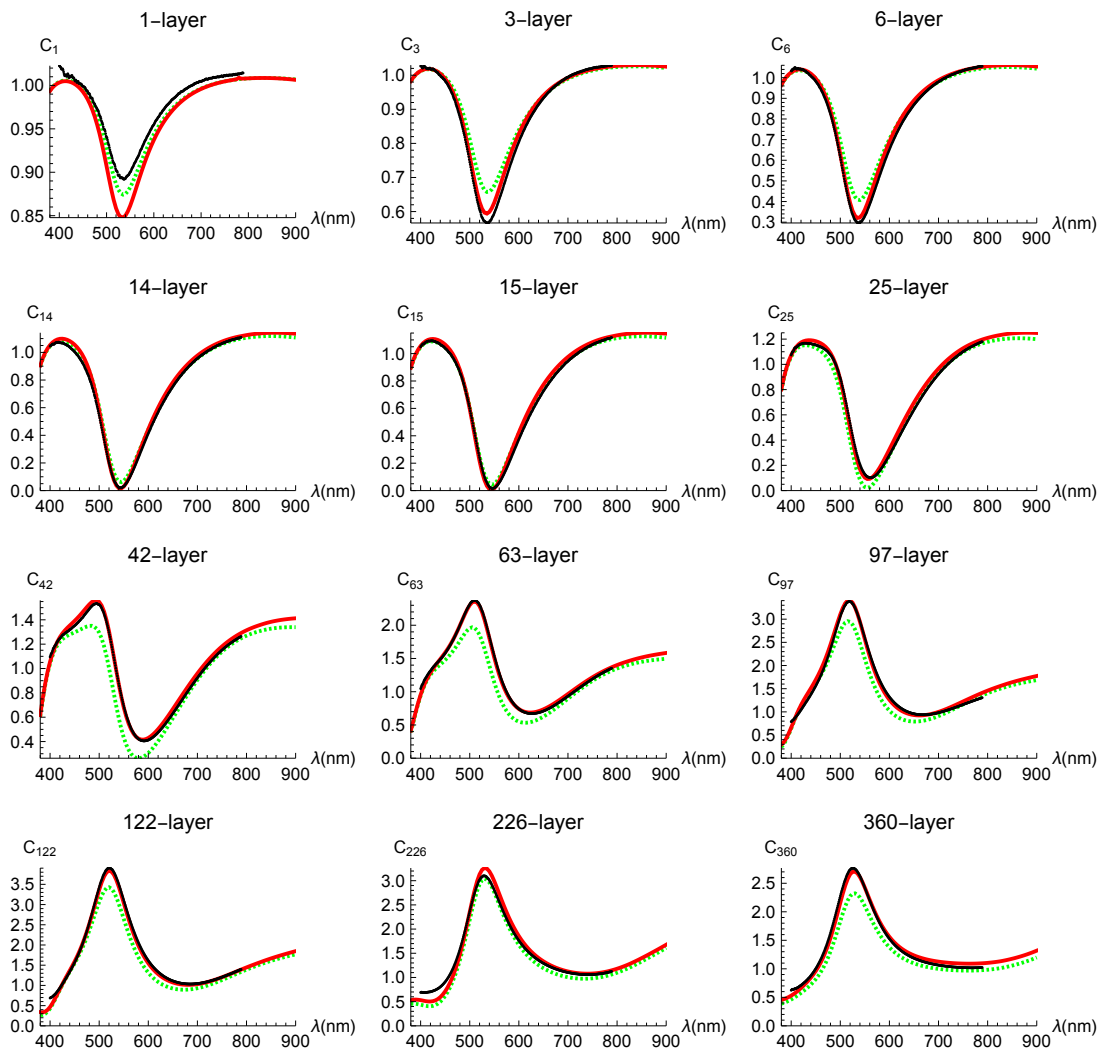 1−layer 3−layer 6−layer
C1 C3 C6
1.00 1.0 1.0
0.9 0.9
0.95 0.8 0.8
0.7
0.90 0.7 0.6
0.5
0.6 0.4
0.85 λ(nm) λ(nm) 0.3 λ(nm)
400 500 600 700 800 900 400 500 600 700 800 900 400 500 600 700 800 900
14−layer 15−layer 25−layer
C14 C15 C25
1.2
1.0 1.0 1.0
0.8 0.8 0.8
0.6 0.6 0.6
0.4 0.4 0.4
0.2 0.2 0.2
0.0 λ(nm) 0.0 λ(nm) 0.0 λ(nm)
400 500 600 700 800 900 400 500 600 700 800 900 400 500 600 700 800 900
42−layer 63−layer 97−layer
C42 C63 C97
1.4 2.0 3.0
1.2 2.5
1.5 2.0
1.0 1.0 1.5
0.8 1.0
0.6 0.5 0.5
0.4 λ(nm) 0.0 λ(nm) 0.0 λ(nm)
400 500 600 700 800 900 400 500 600 700 800 900 400 500 600 700 800 900
122−layer 226−layer 360−layer
C122 C226 C360
3.5 3.0 2.5
3.0 2.5 2.0
2.5 2.0
2.0 1.5 1.5
1.5 1.0
1.0 1.0
0.5 0.5 0.5
0.0 λ(nm) 0.0 λ(nm) 0.0 λ(nm)
400 500 600 700 800 900 400 500 600 700 800 900 400 500 600 700 800 900